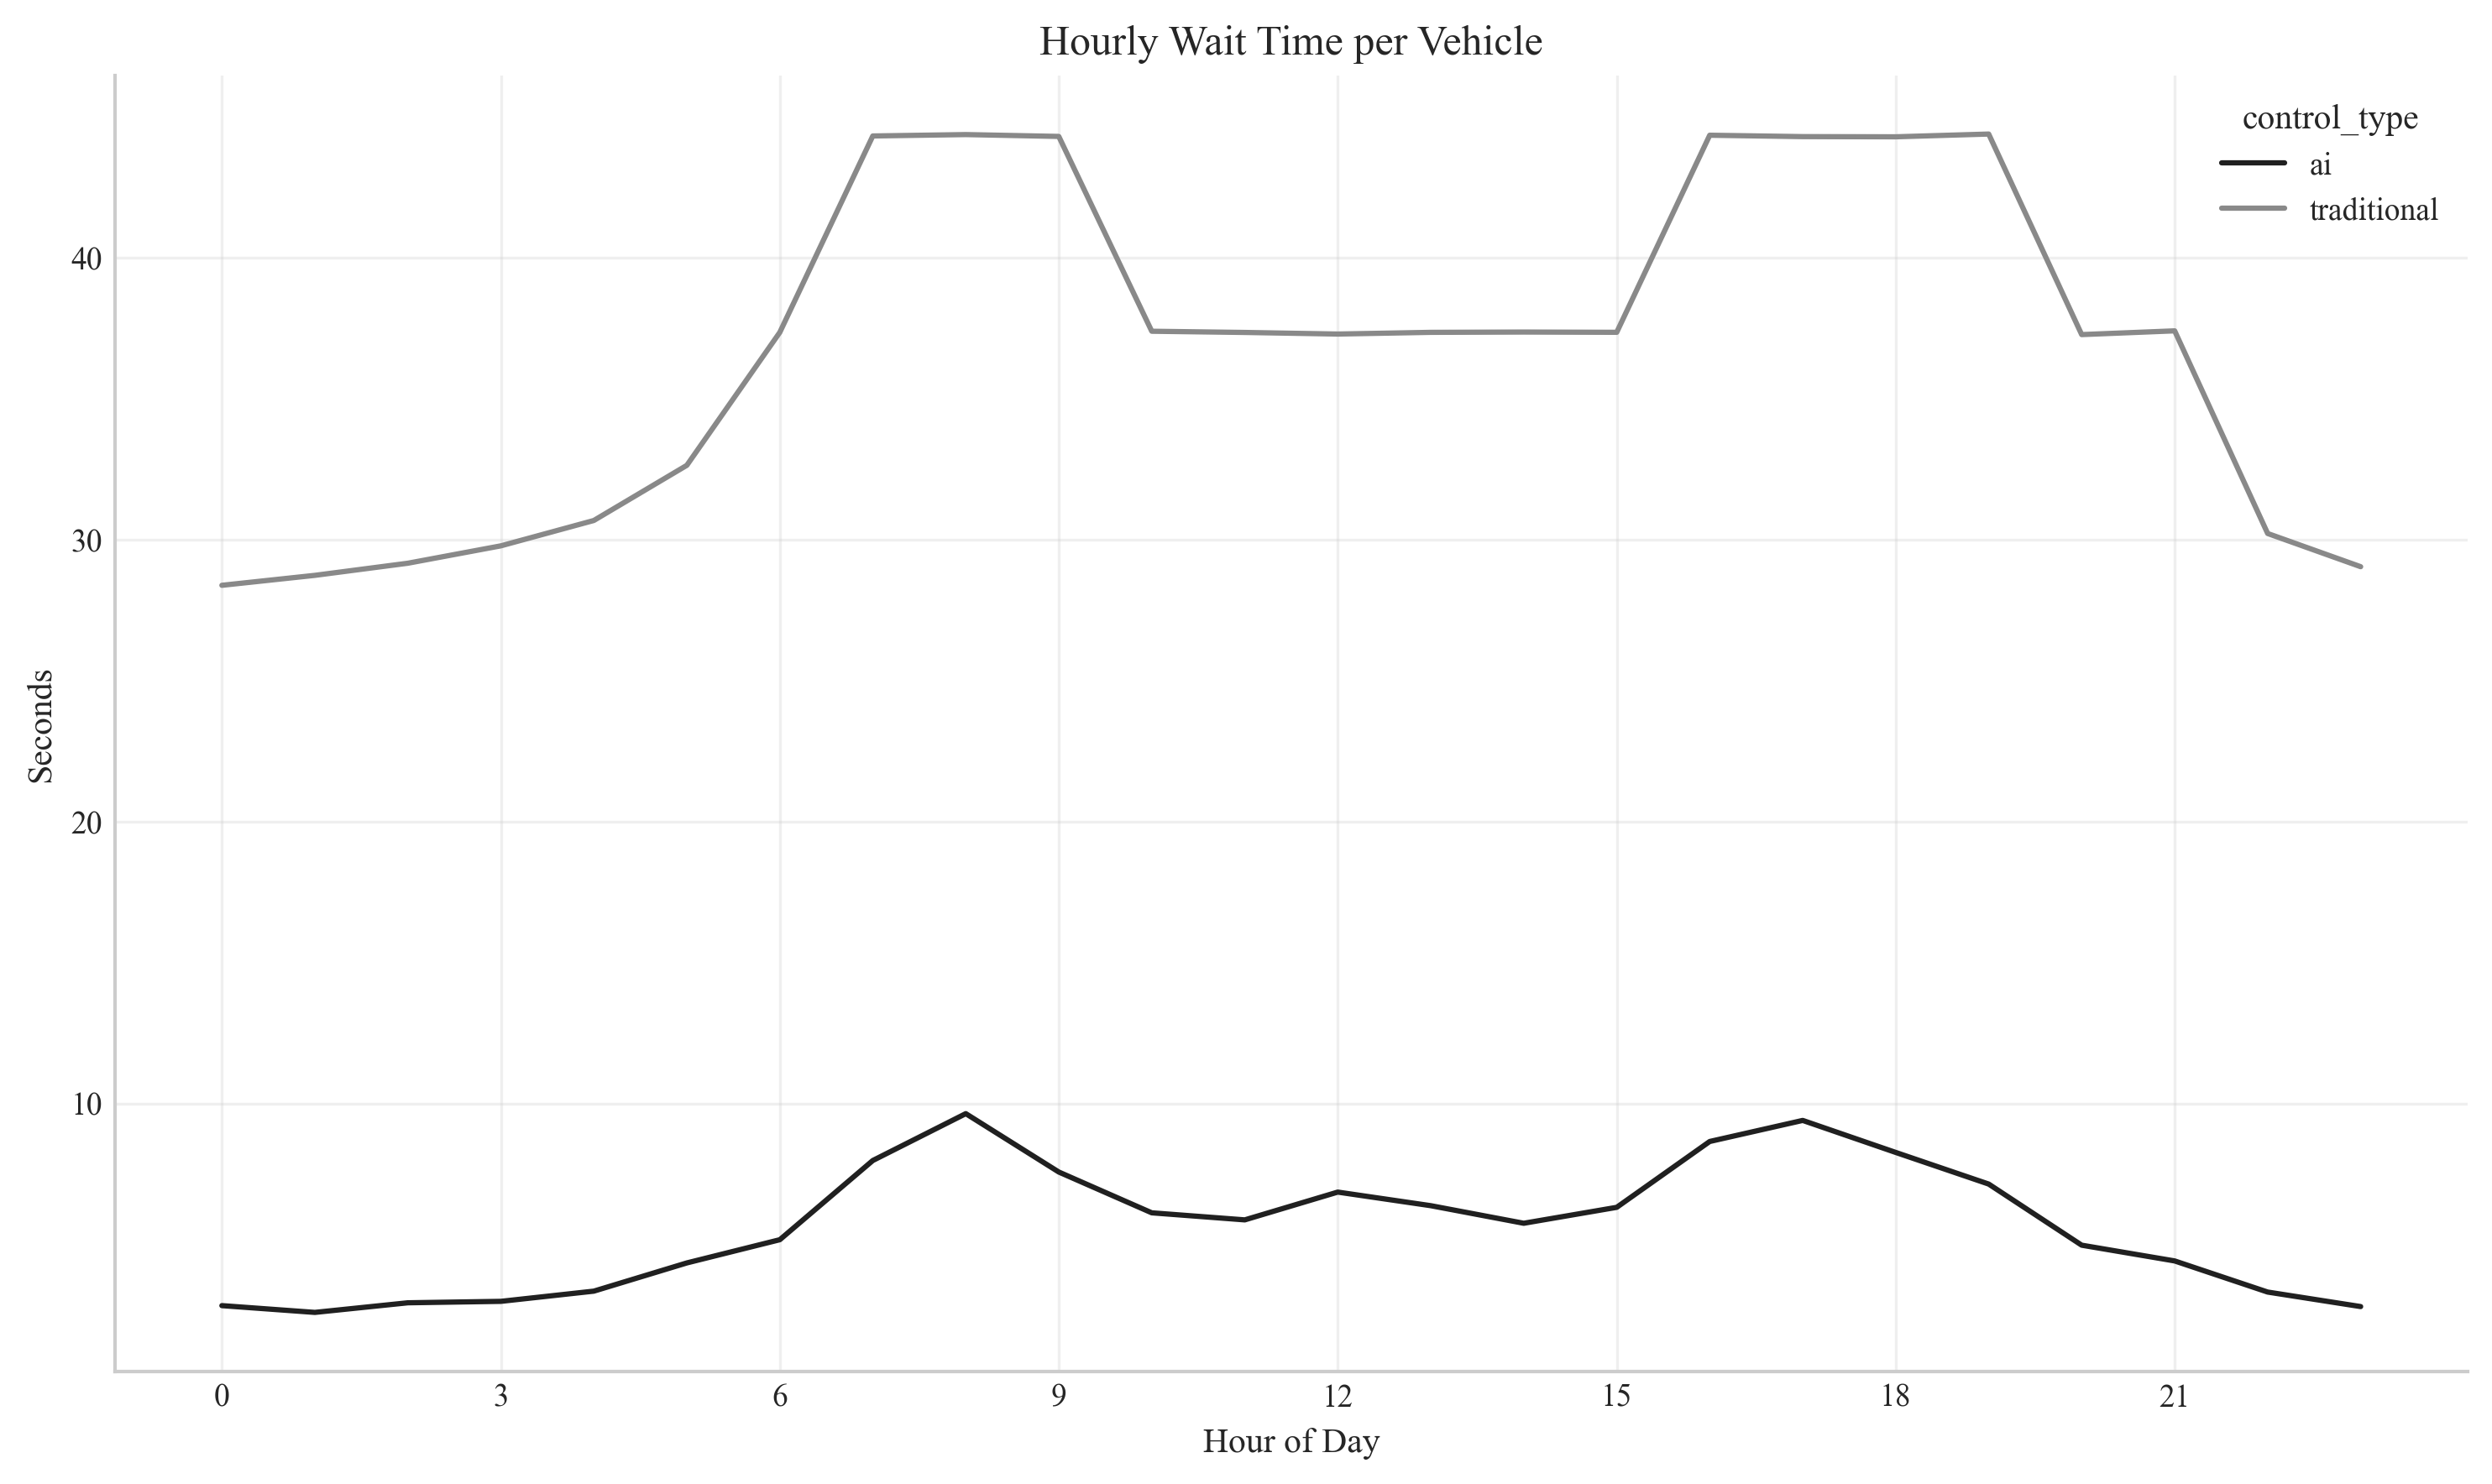 Hourly Wait Time per Vehicle
control_type
ai
traditional
40
30
20
10
Seconds
0 3 6 9 12 15 18 21
Hour of Day